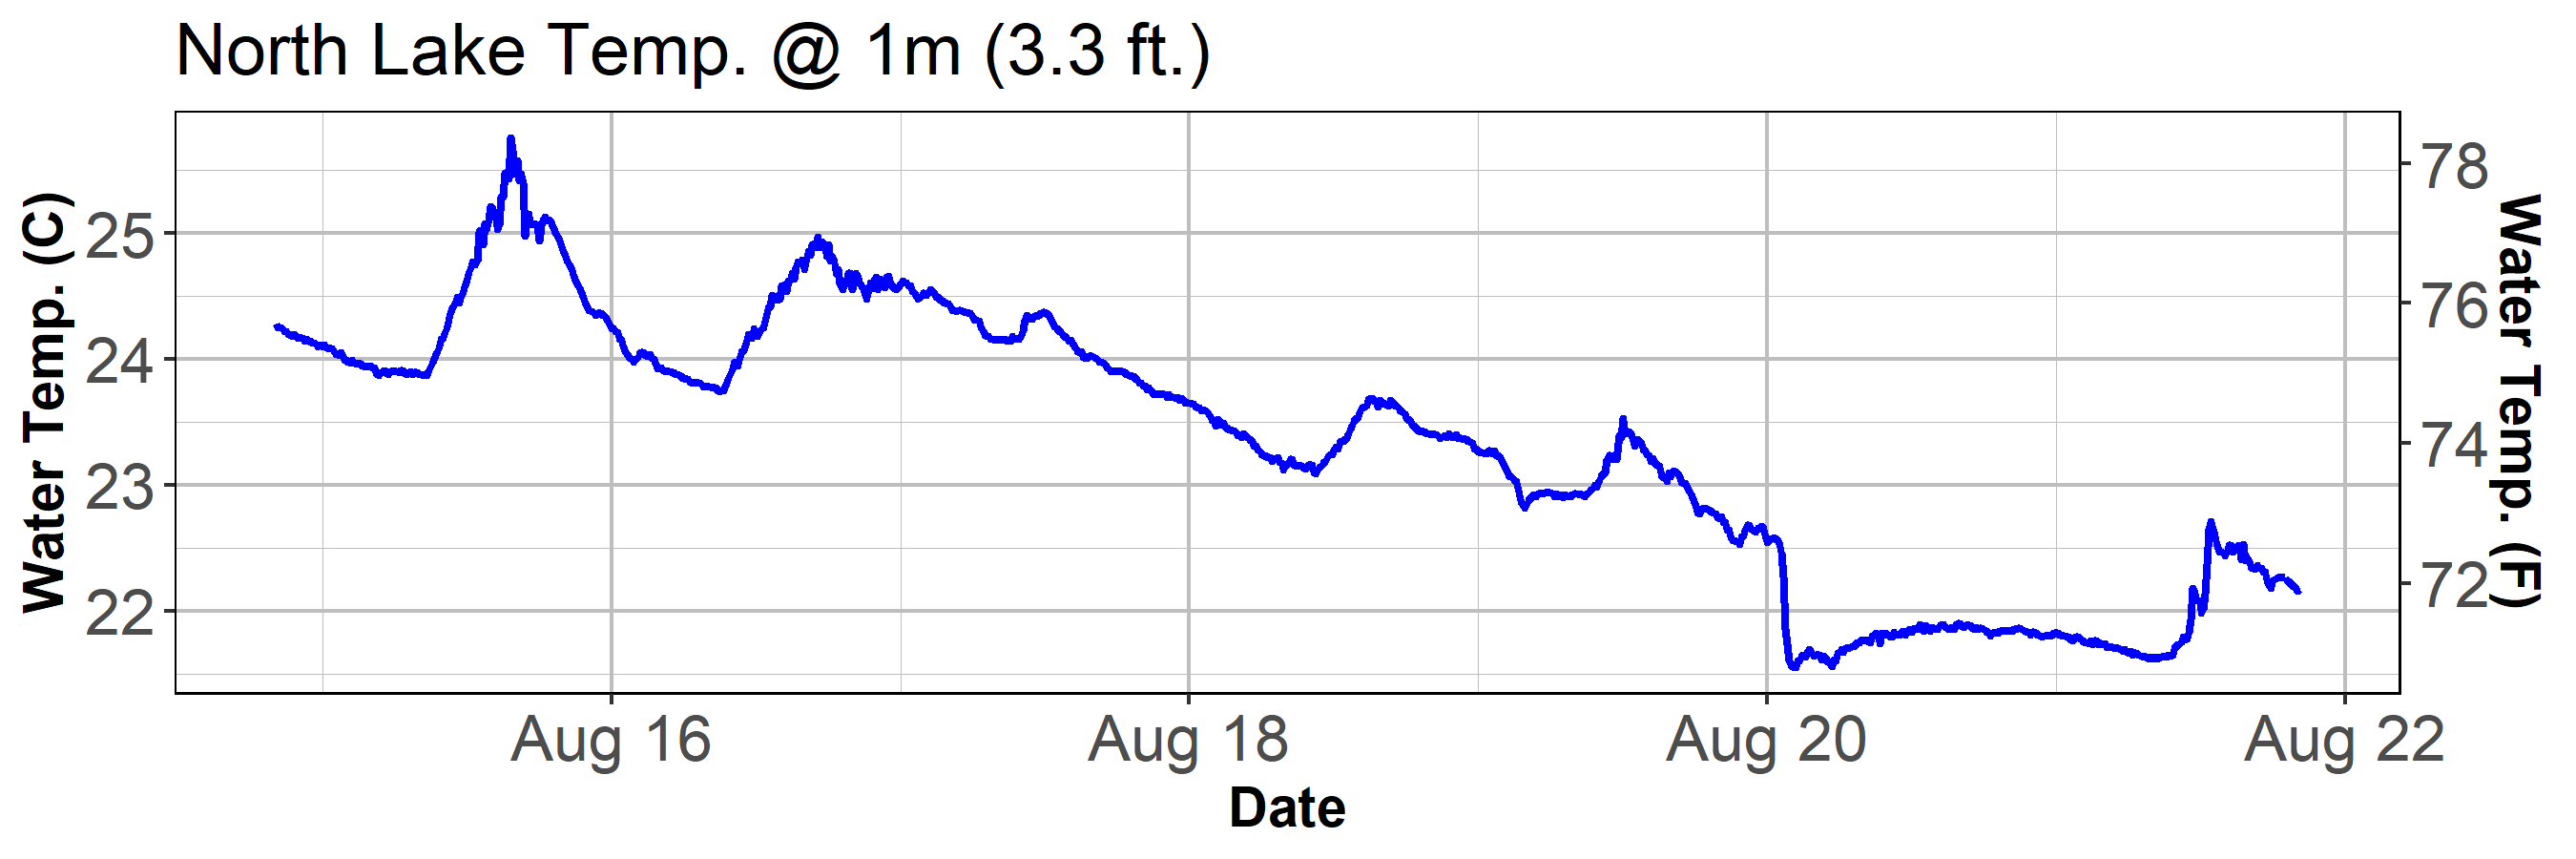 North Lake Temp. @ 1m (3.3 ft.)
Water Temp. (C)
25
24
23
22
78
76
74
72
Water Temp. (F)
Aug 16
Aug 18
Aug 20
Aug 22
Date